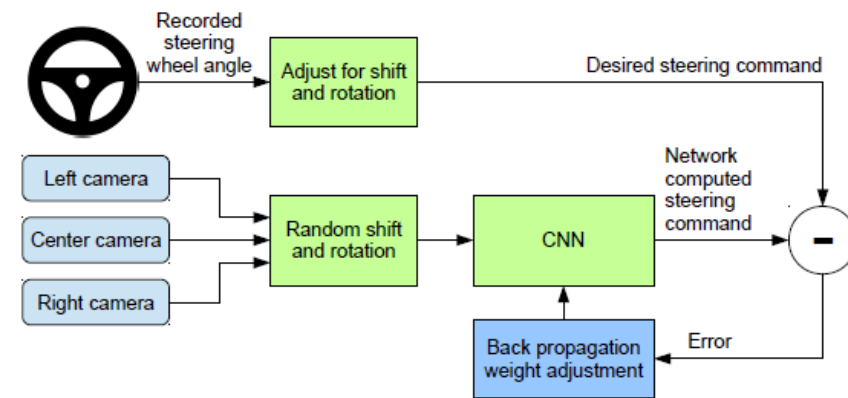 Recorded
steering
wheel angle
Adjust for shift
and rotation
Desired steering command
Left camera
Center camera
Right camera
Random shift
and rotation
CNN
Network
computed
steering
command
-
Back propagation
weight adjustment
Error